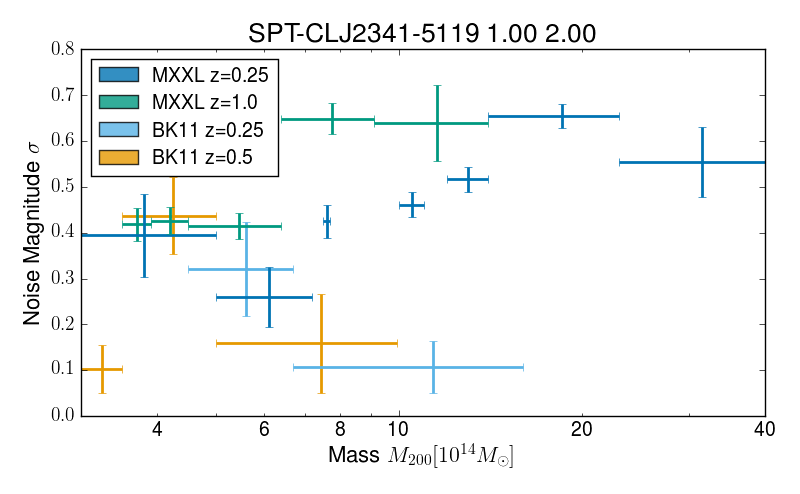 SPT-CLJ2341-5119 1.00 2.00
MXXL z=0.25
MXXL z=1.0
BK11 z=0.25
BK11 z=0.5
Noise Magnitude σ
0.8
0.7
0.6
0.5
0.4
0.3
0.2
0.1
0.0
4 6 8 10 20 40
Mass M₂₀₀[10¹⁴M☉]